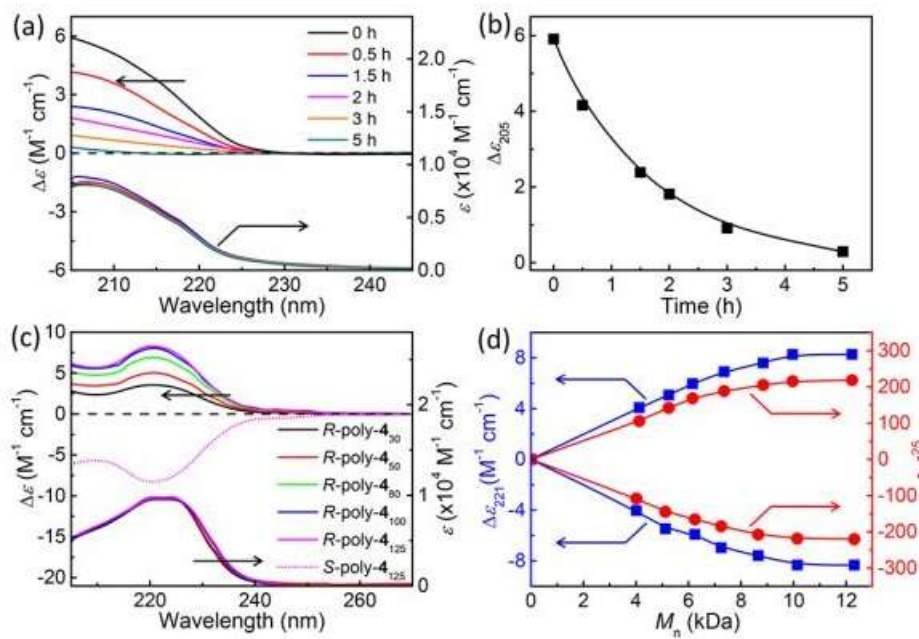 (a)
6
3
0
-3
-6
Δε (M⁻¹ cm⁻¹)
0 h
0.5 h
1.5 h
2 h
3 h
5 h
2.0
1.5
1.0
0.5
0.0
ε (x10⁴ M⁻¹ cm⁻¹)
210 220 230 240
Wavelength (nm)
(b)
6
4
2
0
Δε₂₀₅
0 1 2 3 4 5
Time (h)
(c)
10
5
0
-5
-10
-15
-20
Δε (M⁻¹ cm⁻¹)
R-poly-4₃₀
R-poly-4₅₀
R-poly-4₈₀
R-poly-4₁₀₀
R-poly-4₁₂₅
S-poly-4₁₂₅
2
1
0
ε (x10⁴ M⁻¹ cm⁻¹)
220 240 260
Wavelength (nm)
(d)
8
4
0
-4
-8
Δε₂₂₁ (M⁻¹ cm⁻¹)
300
200
100
0
-100
-200
-300
0 2 4 6 8 10 12
Mₙ (kDa)